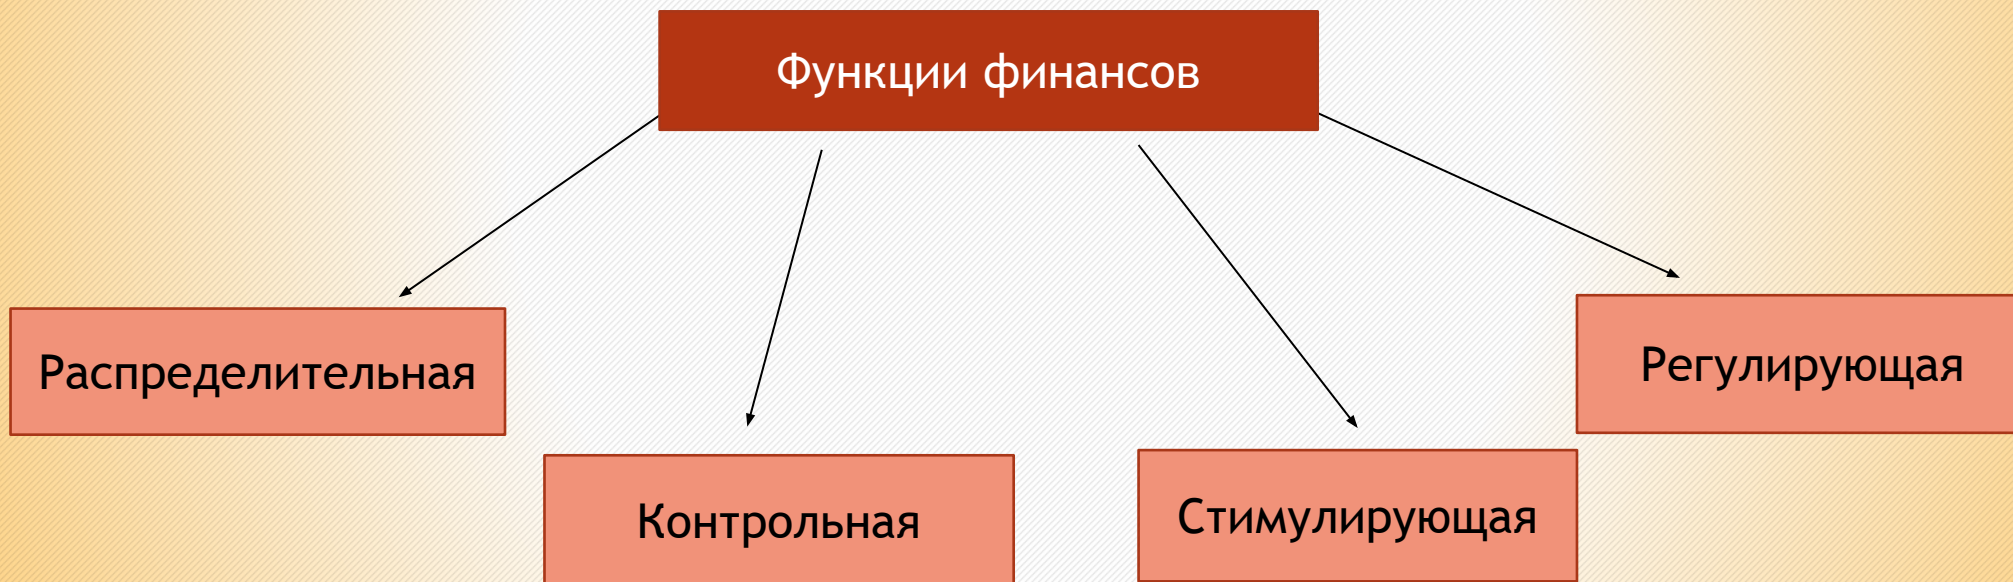 Функции финансов
Распределительная
Контрольная
Стимулирующая
Регулирующая